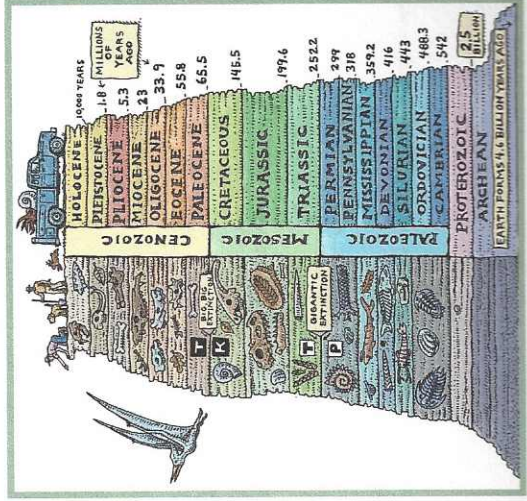 10,000 YEARS
MILLIONS
OF
YEARS
AGO
HOLOCENE
PLEISTOCENE
1.8
PLIOCENE
5.3
MIOCENE
23
OLIGOCENE
33.9
EOCENE
55.8
PALEOCENE
65.5
CENOZOIC
BIG BIG
EXTINCTION
T
K
CRETACEOUS
145.5
JURASSIC
199.6
TRIASSIC
252.2
MESOZOIC
GIGANTIC
EXTINCTION
T
P
PERMIAN
299
PENNSYLVANIAN
318
MISSISSIPPIAN
359.2
DEVONIAN
416
SILURIAN
443
ORDOVICIAN
488.3
CAMBRIAN
542
PALEOZOIC
PROTEROZOIC
2.5
BILLION
ARCHEAN
EARTH FORMS 4.6 BILLION YEARS AGO